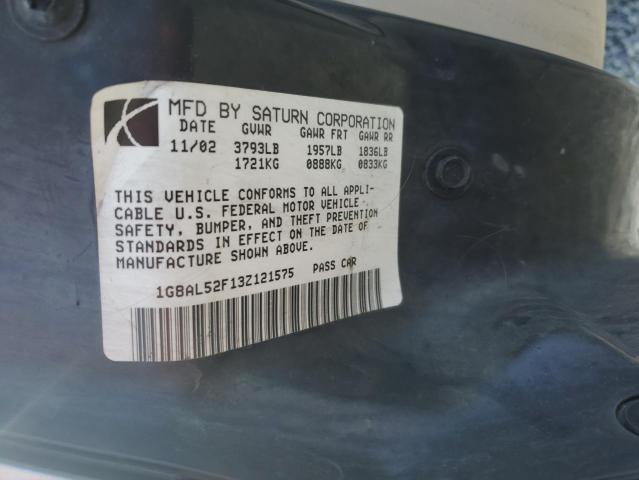 MFD BY SATURN CORPORATION
DATE GVWR GAWR FRT GAWR RR
11/02 3793LB 1957LB 1836LB
1721KG 0888KG 0833KG
THIS VEHICLE CONFORMS TO ALL APPLI-
CABLE U.S. FEDERAL MOTOR VEHICLE
SAFETY, BUMPER, AND THEFT PREVENTION
STANDARDS IN EFFECT ON THE DATE OF
MANUFACTURE SHOWN ABOVE.
1G8AL52F13Z121575 PASS CAR